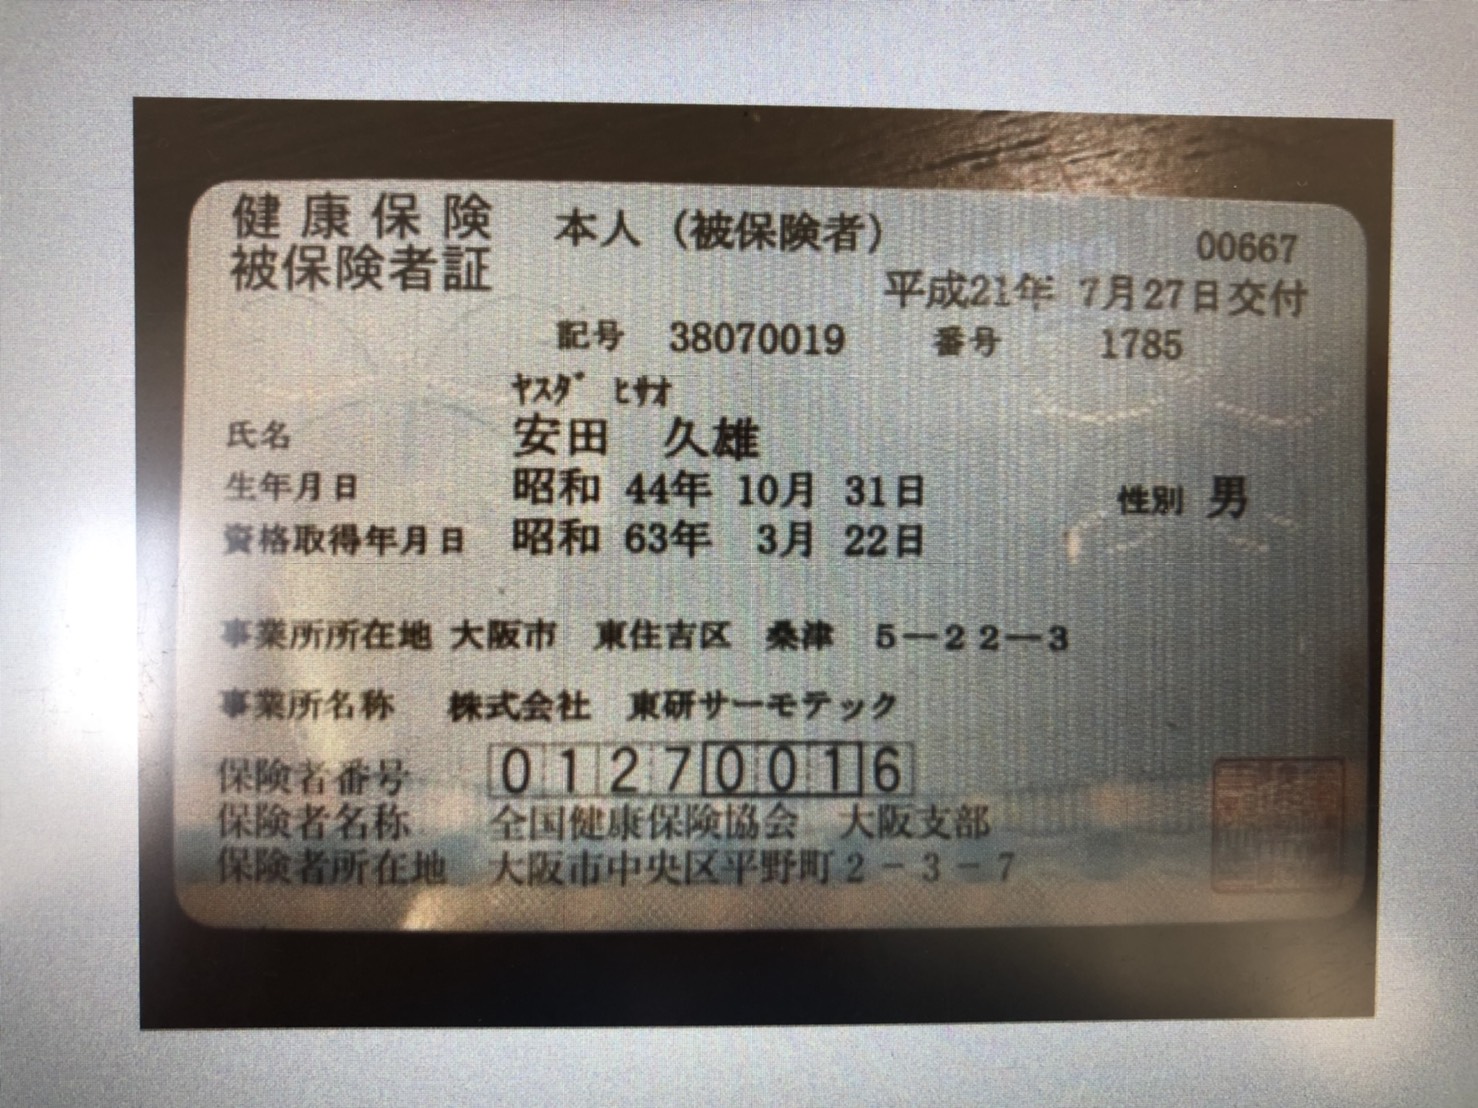 健康保険 本人（被保険者） 00667
被保険者証
平成21年 7月27日交付
記号 38070019 番号 1785
ﾔｽﾀﾞ ﾋｻｵ
氏名 安田 久雄
生年月日 昭和 44年 10月 31日 性別 男
資格取得年月日 昭和 63年 3月 22日
事業所所在地 大阪市 東住吉区 桑津 5－22－3
事業所名称 株式会社 東研サーモテック
保険者番号 01270016
保険者名称 全国健康保険協会 大阪支部
保険者所在地 大阪市中央区平野町2－3－7